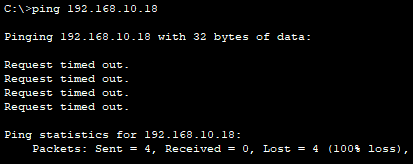 C:\>ping 192.168.10.18
Pinging 192.168.10.18 with 32 bytes of data:
Request timed out.
Request timed out.
Request timed out.
Request timed out.
Ping statistics for 192.168.10.18:
    Packets: Sent = 4, Received = 0, Lost = 4 (100% loss),